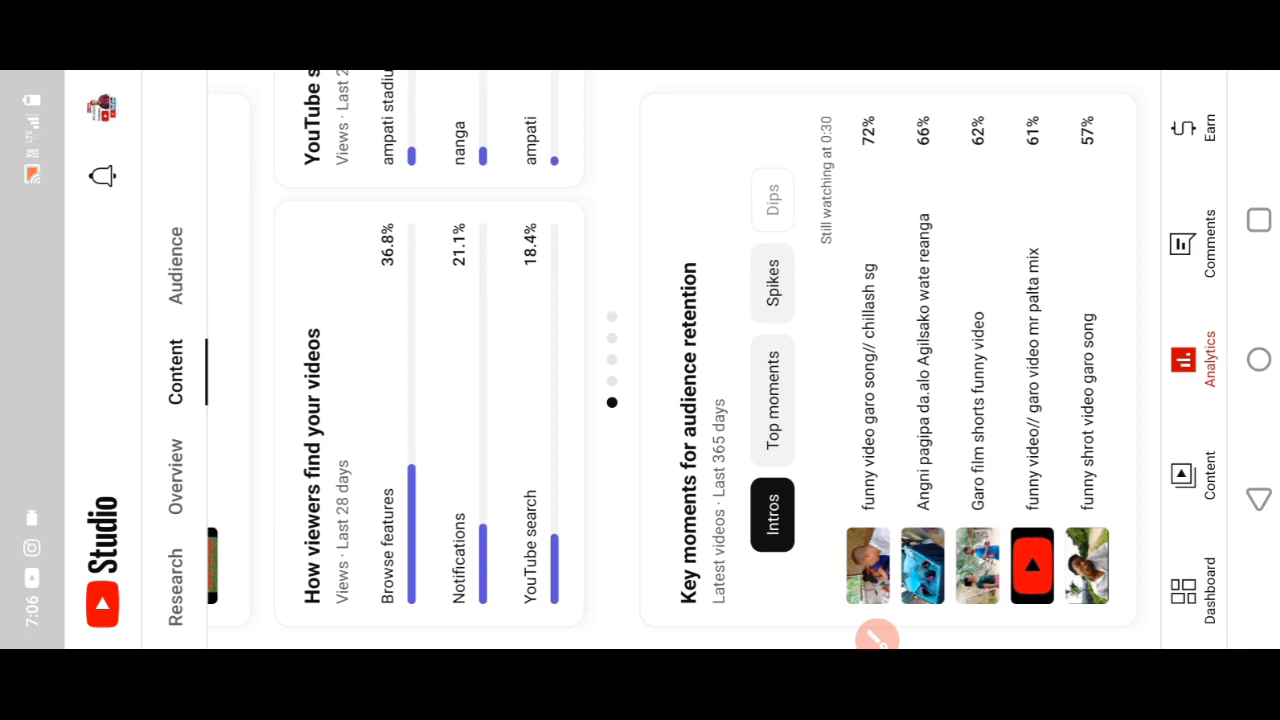 7:06
Studio
Research
Overview
Content
Audience
How viewers find your videos
Views · Last 28 days
Browse features 36.8%
Notifications 21.1%
YouTube search 18.4%
YouTube s
Views · Last 2
ampati stadiu
nanga
ampati
Key moments for audience retention
Latest videos · Last 365 days
Intros
Top moments
Spikes
Dips
Still watching at 0:30
funny video garo song// chillash sg 72%
Angni pagipa da.alo Agilsako wate reanga 66%
Garo film shorts funny video 62%
funny video// garo video mr palta mix 61%
funny shrot video garo song 57%
Dashboard
Content
Analytics
Comments
Earn